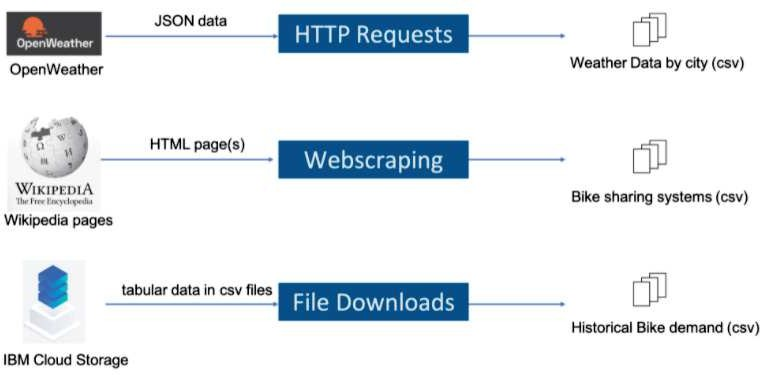 OpenWeather
OpenWeather
JSON data
HTTP Requests
Weather Data by city (csv)
WIKIPEDIA
The Free Encyclopedia
Wikipedia pages
HTML page(s)
Webscraping
Bike sharing systems (csv)
IBM Cloud Storage
tabular data in csv files
File Downloads
Historical Bike demand (csv)